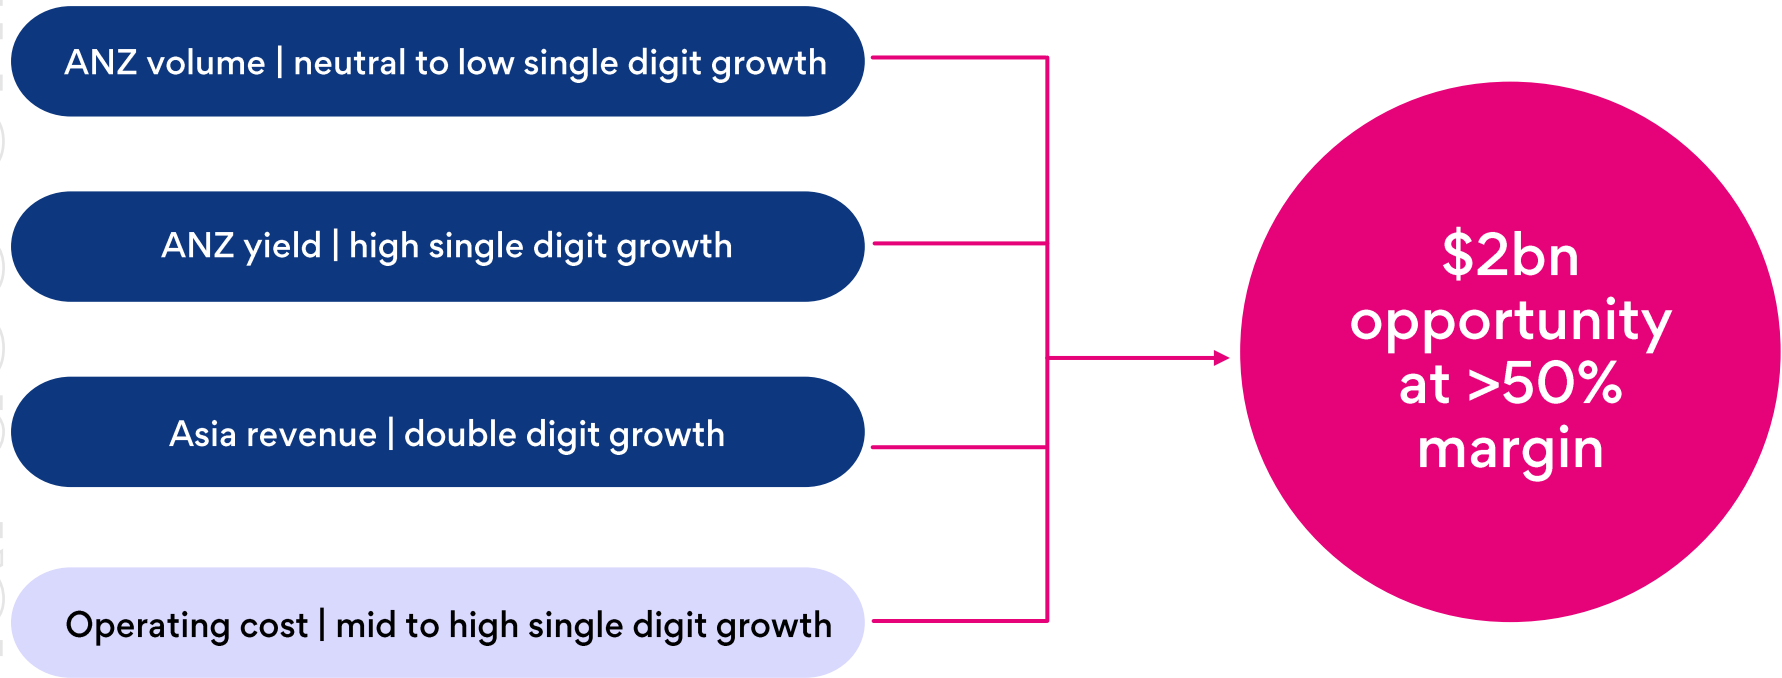 ANZ volume | neutral to low single digit growth
ANZ yield | high single digit growth
Asia revenue | double digit growth
Operating cost | mid to high single digit growth
$2bn
opportunity
at >50%
margin